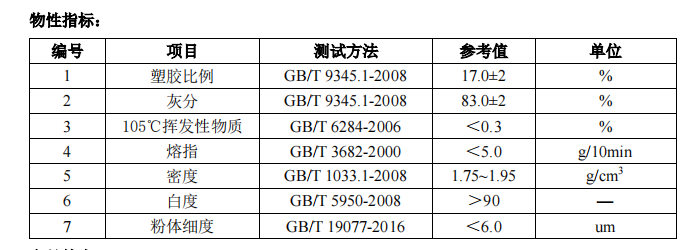 物性指标：
编号 项目 测试方法 参考值 单位
1 塑胶比例 GB/T 9345.1-2008 17.0±2 %
2 灰分 GB/T 9345.1-2008 83.0±2 %
3 105℃挥发性物质 GB/T 6284-2006 ＜0.3 %
4 熔指 GB/T 3682-2000 ＜5.0 g/10min
5 密度 GB/T 1033.1-2008 1.75~1.95 g/cm³
6 白度 GB/T 5950-2008 ＞90 —
7 粉体细度 GB/T 19077-2016 ＜6.0 um